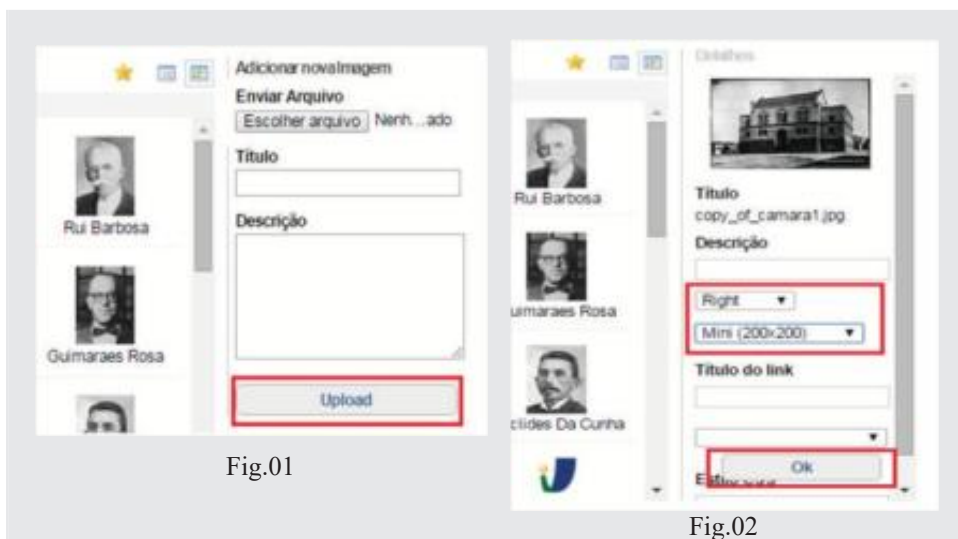 Adicionar novaImagem
Enviar Arquivo
Escolher arquivo Nenh...ado
Título
Descrição
Upload
Rui Barbosa
Guimaraes Rosa
Fig.01
Detalhes
Título
copy_of_camara1.jpg
Descrição
Right
Mini (200x200)
Título do link
Ok
Rui Barbosa
uimaraes Rosa
clides Da Cunha
Fig.02